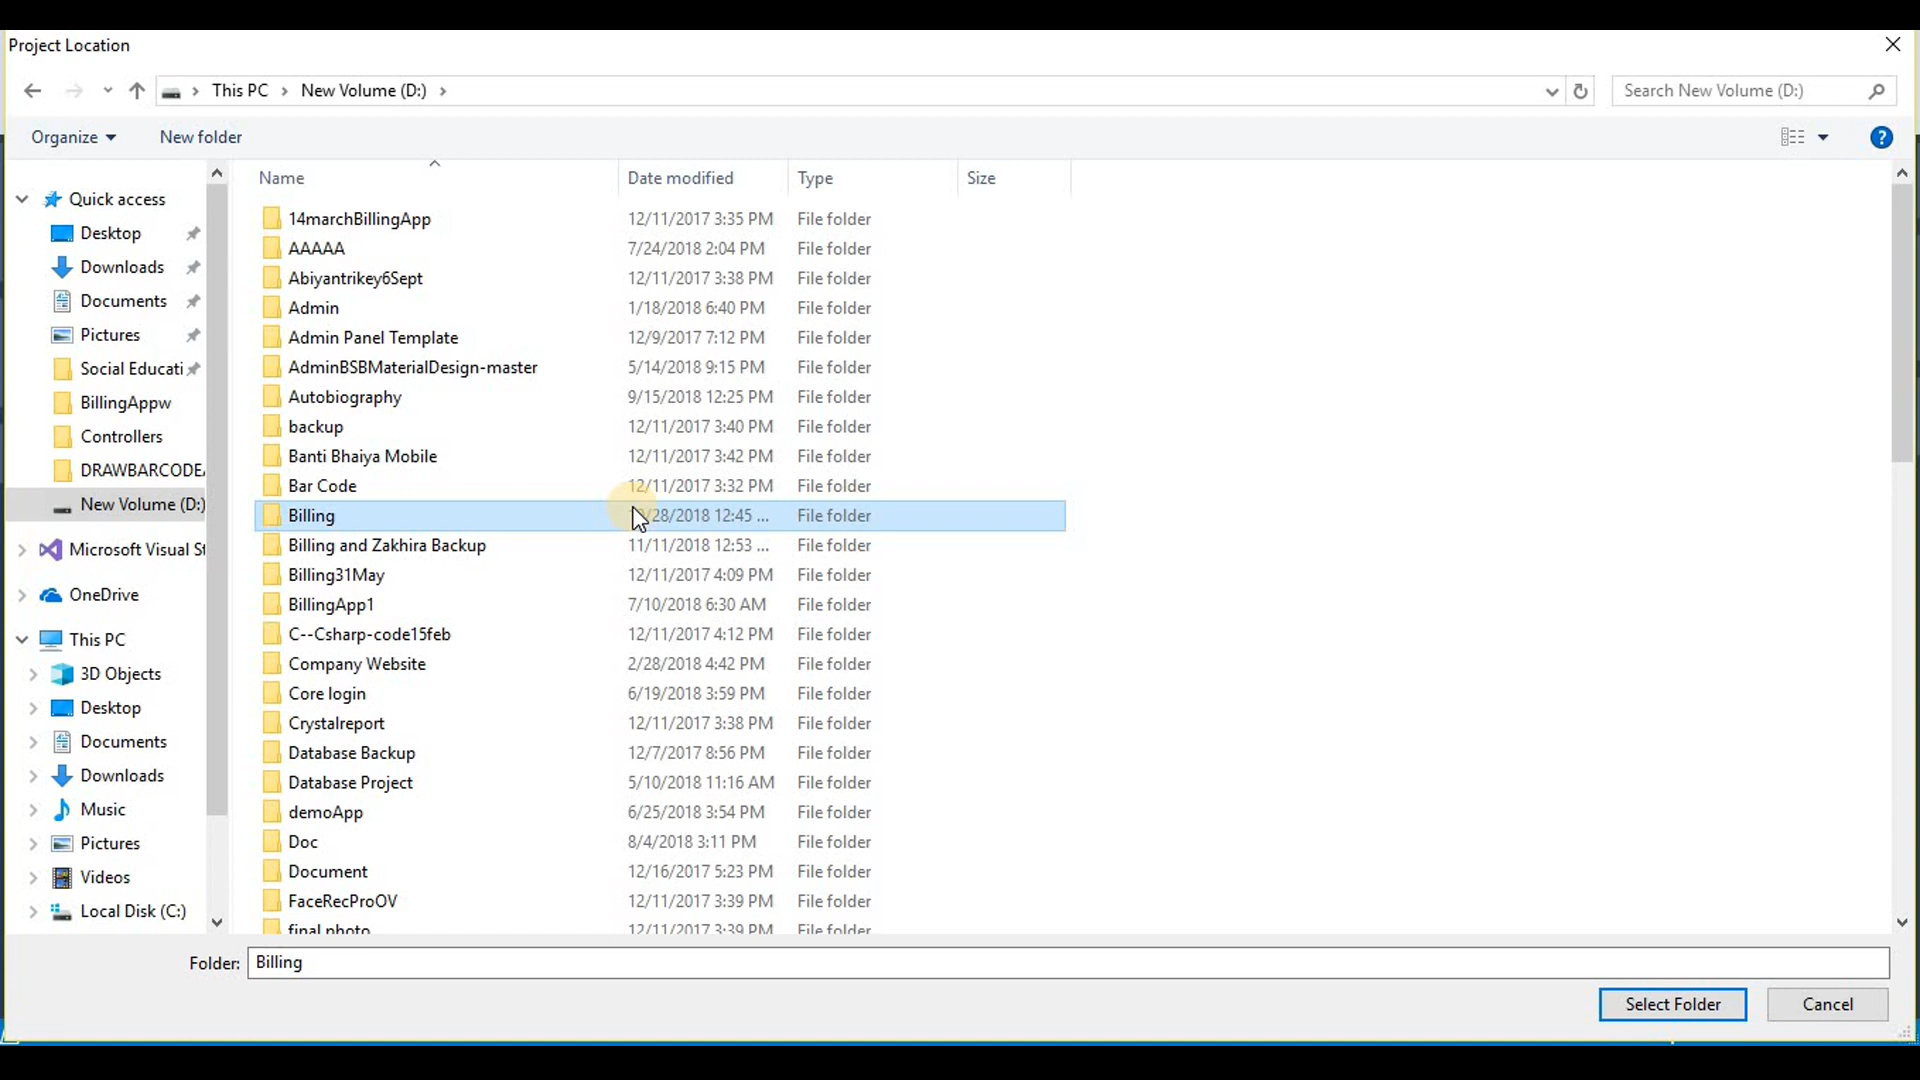 Project Location
This PC > New Volume (D:) >
Search New Volume (D:)
Organize
New folder
Name
Date modified
Type
Size
Quick access
Desktop
Downloads
Documents
Pictures
Social Educati
BillingAppw
Controllers
DRAWBARCODE
New Volume (D:)
Microsoft Visual St
OneDrive
This PC
3D Objects
Desktop
Documents
Downloads
Music
Pictures
Videos
Local Disk (C:)
14marchBillingApp 12/11/2017 3:35 PM File folder
AAAAA 7/24/2018 2:04 PM File folder
Abiyantrikey6Sept 12/11/2017 3:38 PM File folder
Admin 1/18/2018 6:40 PM File folder
Admin Panel Template 12/9/2017 7:12 PM File folder
AdminBSBMaterialDesign-master 5/14/2018 9:15 PM File folder
Autobiography 9/15/2018 12:25 PM File folder
backup 12/11/2017 3:40 PM File folder
Banti Bhaiya Mobile 12/11/2017 3:42 PM File folder
Bar Code 12/11/2017 3:32 PM File folder
Billing 12:45 ... File folder
Billing and Zakhira Backup 11/11/2018 12:53 ... File folder
Billing31May 12/11/2017 4:09 PM File folder
BillingApp1 7/10/2018 6:30 AM File folder
C--Csharp-code15feb 12/11/2017 4:12 PM File folder
Company Website 2/28/2018 4:42 PM File folder
Core login 6/19/2018 3:59 PM File folder
Crystalreport 12/11/2017 3:38 PM File folder
Database Backup 12/7/2017 8:56 PM File folder
Database Project 5/10/2018 11:16 AM File folder
demoApp 6/25/2018 3:54 PM File folder
Doc 8/4/2018 3:11 PM File folder
Document 12/16/2017 5:23 PM File folder
FaceRecProOV 12/11/2017 3:39 PM File folder
final photo 12/11/2017 3:39 PM File folder
Folder: Billing
Select Folder
Cancel